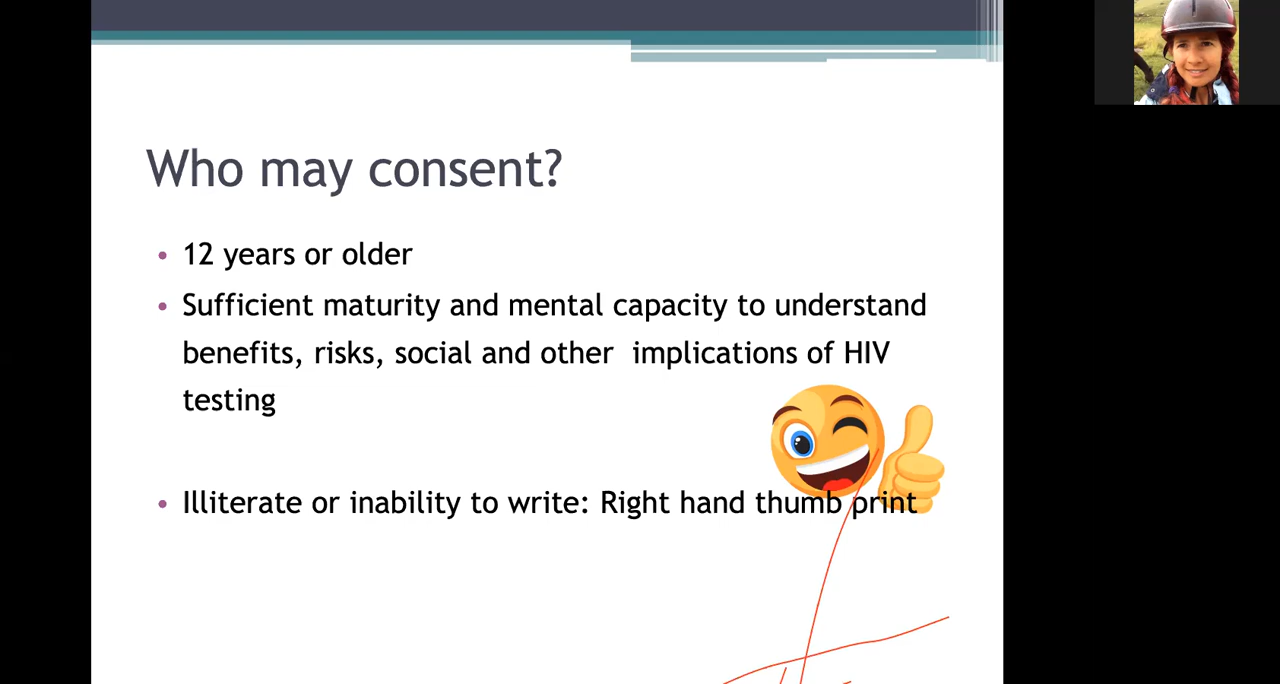 Who may consent?
• 12 years or older
• Sufficient maturity and mental capacity to understand
benefits, risks, social and other implications of HIV
testing
• Illiterate or inability to write: Right hand thumb print